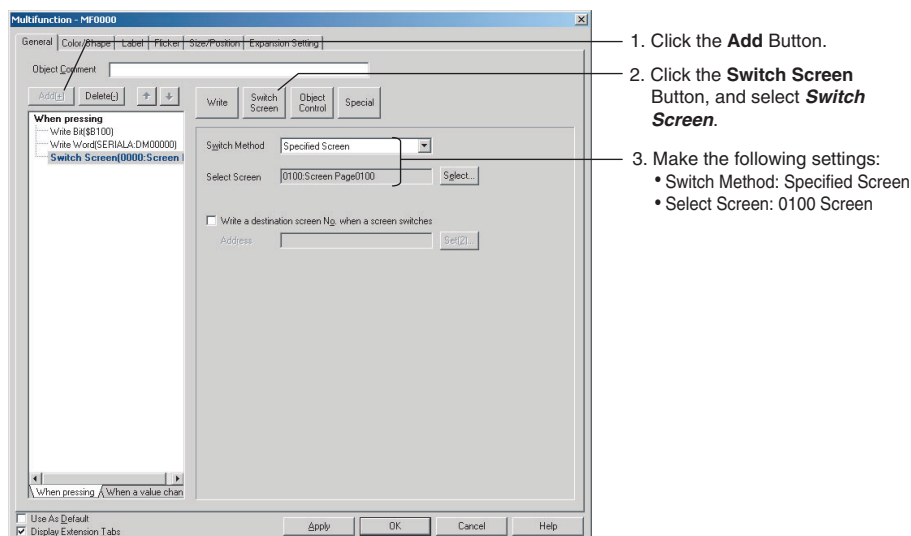 Multifunction - MF0000
General Color/Shape Label Flicker Size/Position Expansion Setting
Object Comment
Add(+) Delete(-)
Write Switch Screen Object Control Special
When pressing
Write Bit($B100)
Write Word(SERIALA:DM00000)
Switch Screen(0000:Screen
Switch Method Specified Screen
Select Screen 0100:Screen Page0100 Select...
Write a destination screen No. when a screen switches
Address Set(2)...
When pressing When a value chan
Use As Default
Display Extension Tabs
Apply OK Cancel Help
1. Click the Add Button.
2. Click the Switch Screen
Button, and select Switch
Screen.
3. Make the following settings:
• Switch Method: Specified Screen
• Select Screen: 0100 Screen